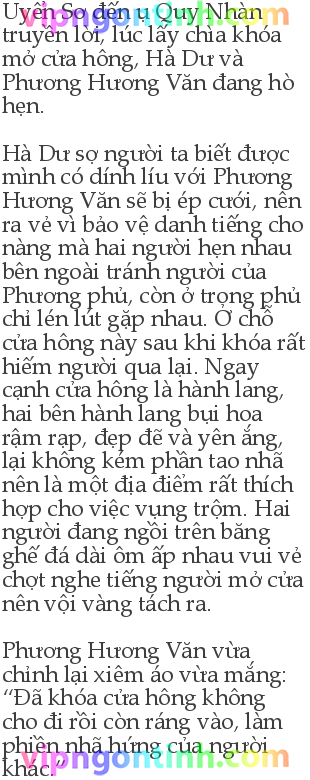 Uyên Sơ đến u Quy Nhàn
truyền lời, lúc lấy chìa khóa
mở cửa hông, Hà Dư và
Phương Hương Văn đang hò
hẹn.
Hà Dư sợ người ta biết được
mình có dính líu với Phương
Hương Văn sẽ bị ép cưới, nên
ra vẻ vì bảo vệ danh tiếng cho
nàng mà hai người hẹn nhau
bên ngoài tránh người của
Phương phủ, còn ở trong phủ
chỉ lén lút gặp nhau. Ở chỗ
cửa hông này sau khi khóa rất
hiếm người qua lại. Ngay
cạnh cửa hông là hành lang,
hai bên hành lang bụi hoa
rậm rạp, đẹp đẽ và yên ắng,
lại không kém phần tao nhã
nên là một địa điểm rất thích
hợp cho việc vụng trộm. Hai
người đang ngồi trên băng
ghế đá dài ôm ấp nhau vui vẻ
chợt nghe tiếng người mở cửa
nên vội vàng tách ra.
Phương Hương Văn vừa
chỉnh lại xiêm áo vừa mắng:
“Đã khóa cửa hông không
cho đi rồi còn ráng vào, làm
phiền nhã hứng của người
khác.”
vipngontinh.com
vipngontinh.com